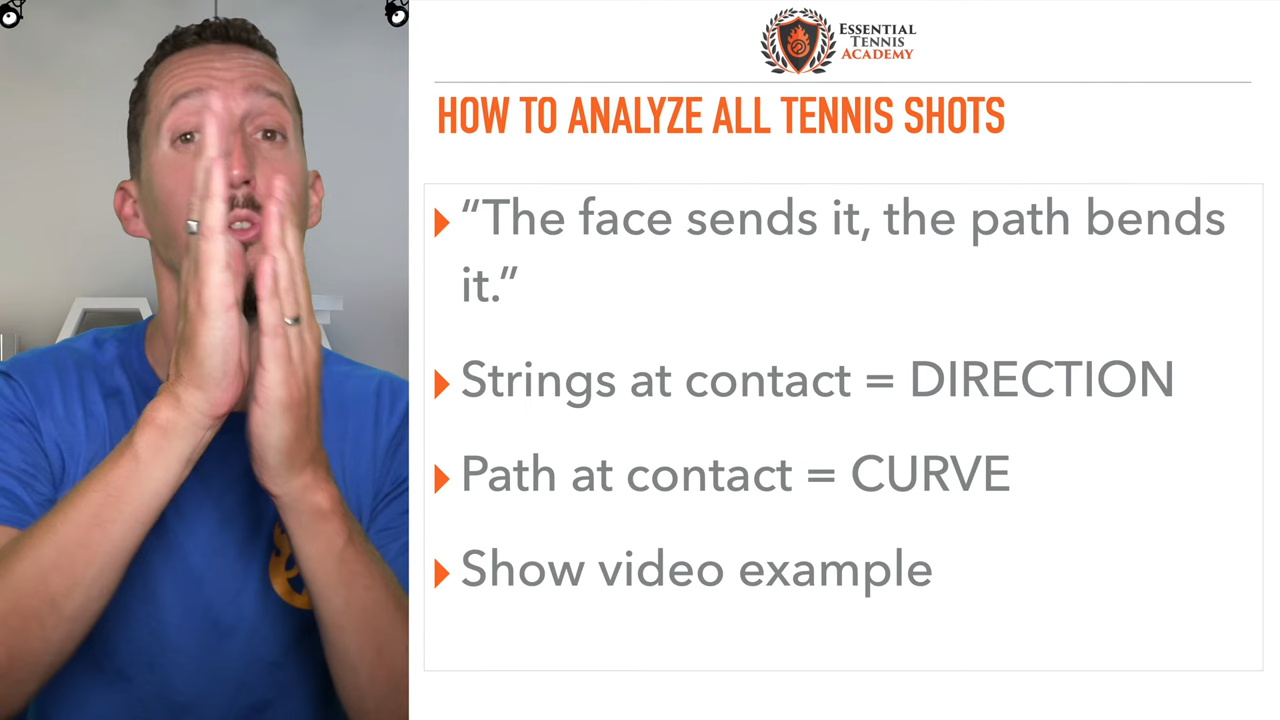 ESSENTIAL
TENNIS
ACADEMY
HOW TO ANALYZE ALL TENNIS SHOTS
“The face sends it, the path bends
it.”
Strings at contact = DIRECTION
Path at contact = CURVE
Show video example